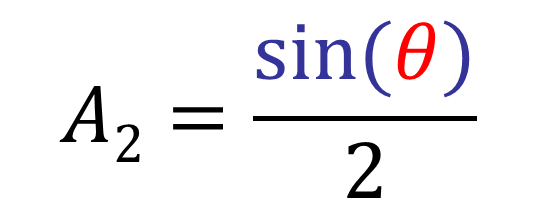 A₂ = sin(θ)/2